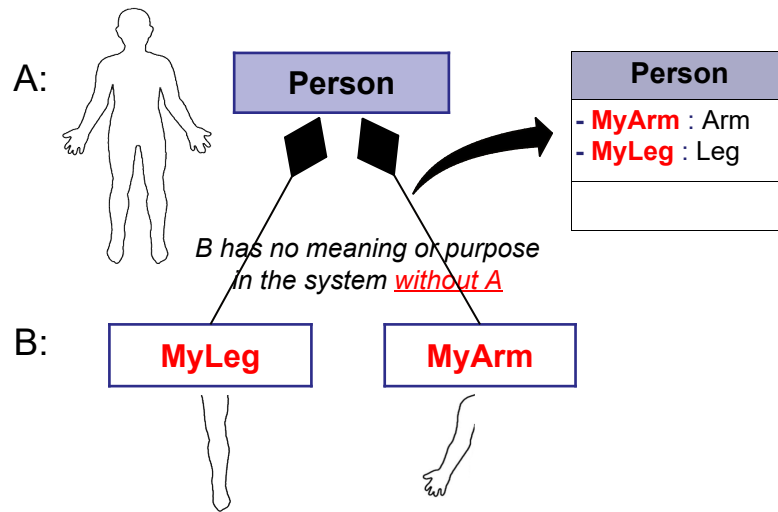 A:
Person
Person
- MyArm : Arm
- MyLeg : Leg
B has no meaning or purpose
in the system without A
B:
MyLeg
MyArm